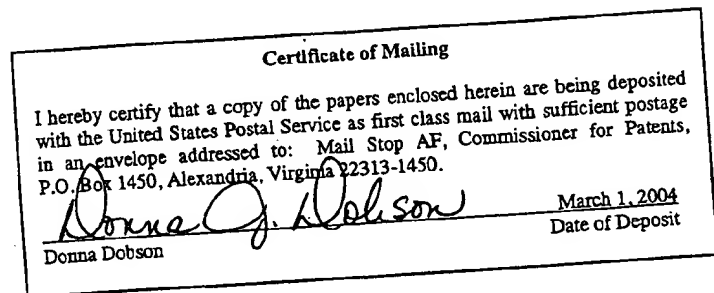 Certificate of Mailing
I hereby certify that a copy of the papers enclosed herein are being deposited
with the United States Postal Service as first class mail with sufficient postage
in an envelope addressed to: Mail Stop AF, Commissioner for Patents,
P.O. Box 1450, Alexandria, Virginia 22313-1450.
Donna J. Dobson
March 1, 2004
Donna Dobson
Date of Deposit